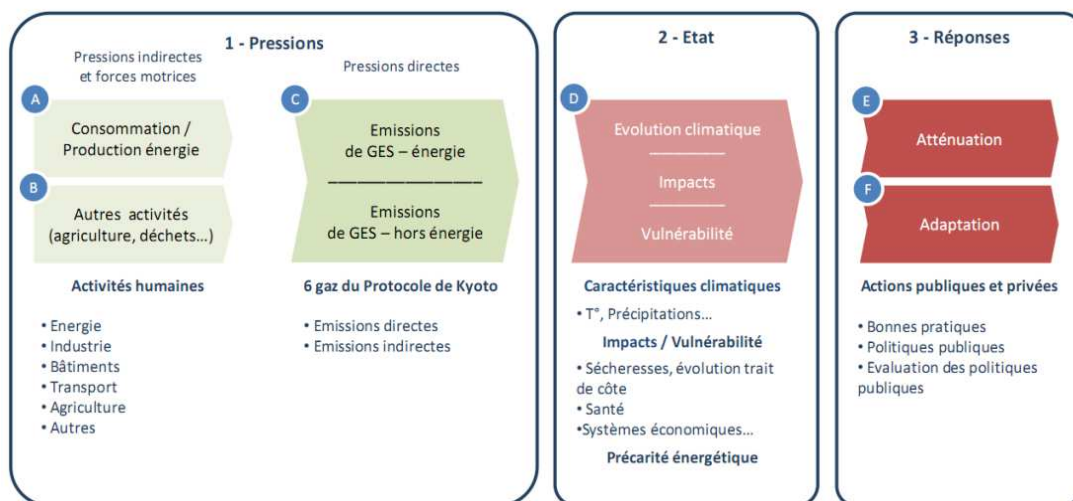 1 - Pressions
Pressions indirectes
et forces motrices
Pressions directes
A
Consommation /
Production énergie
B
Autres activités
(agriculture, déchets...)
C
Emissions
de GES – énergie
Emissions
de GES – hors énergie
Activités humaines
• Energie
• Industrie
• Bâtiments
• Transport
• Agriculture
• Autres
6 gaz du Protocole de Kyoto
• Emissions directes
• Emissions indirectes
2 - Etat
D
Evolution climatique
Impacts
Vulnérabilité
Caractéristiques climatiques
• T°, Précipitations...
Impacts / Vulnérabilité
• Sécheresses, évolution trait
de côte
• Santé
•Systèmes économiques...
Précarité énergétique
3 - Réponses
E
Atténuation
F
Adaptation
Actions publiques et privées
• Bonnes pratiques
• Politiques publiques
• Evaluation des politiques
publiques